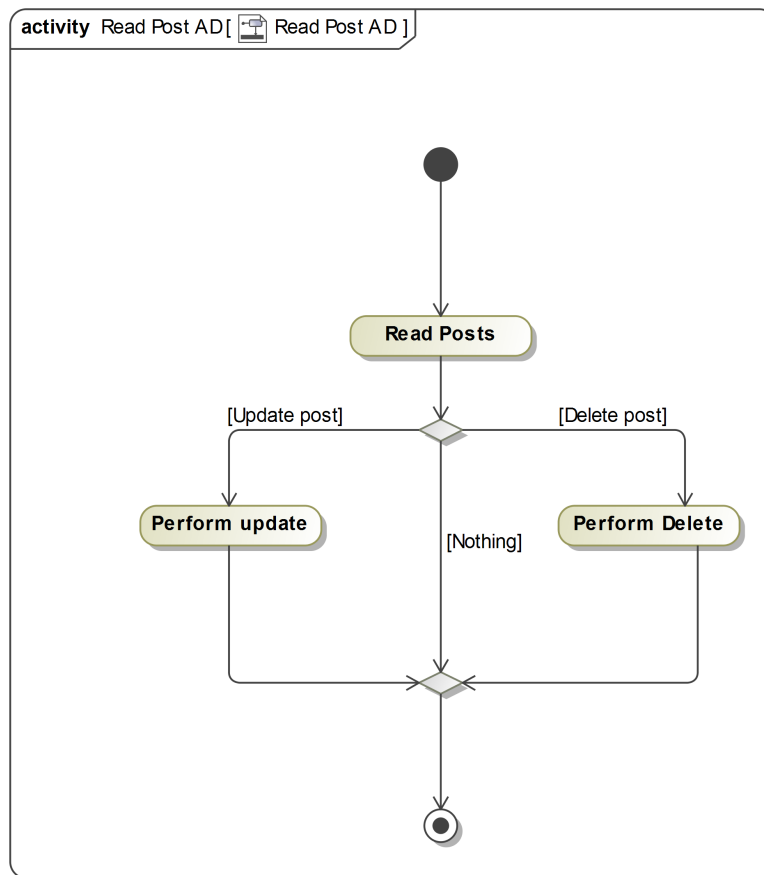 activity Read Post AD[ Read Post AD ]
Read Posts
[Update post]
[Delete post]
Perform update
Perform Delete
[Nothing]